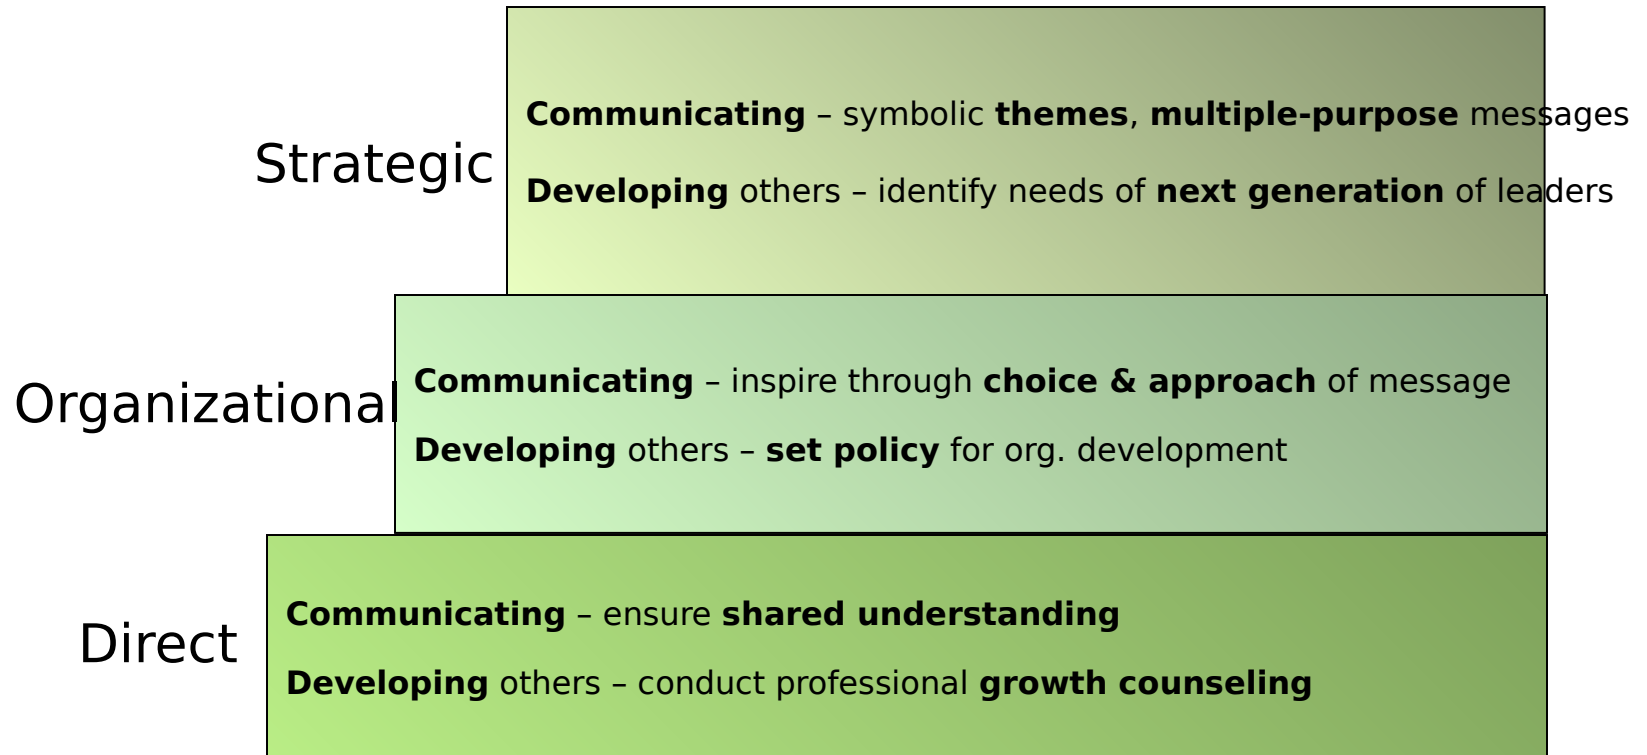 Strategic
Communicating – symbolic themes, multiple-purpose messages
Developing others – identify needs of next generation of leaders
Organizational
Communicating – inspire through choice & approach of message
Developing others – set policy for org. development
Direct
Communicating – ensure shared understanding
Developing others – conduct professional growth counseling